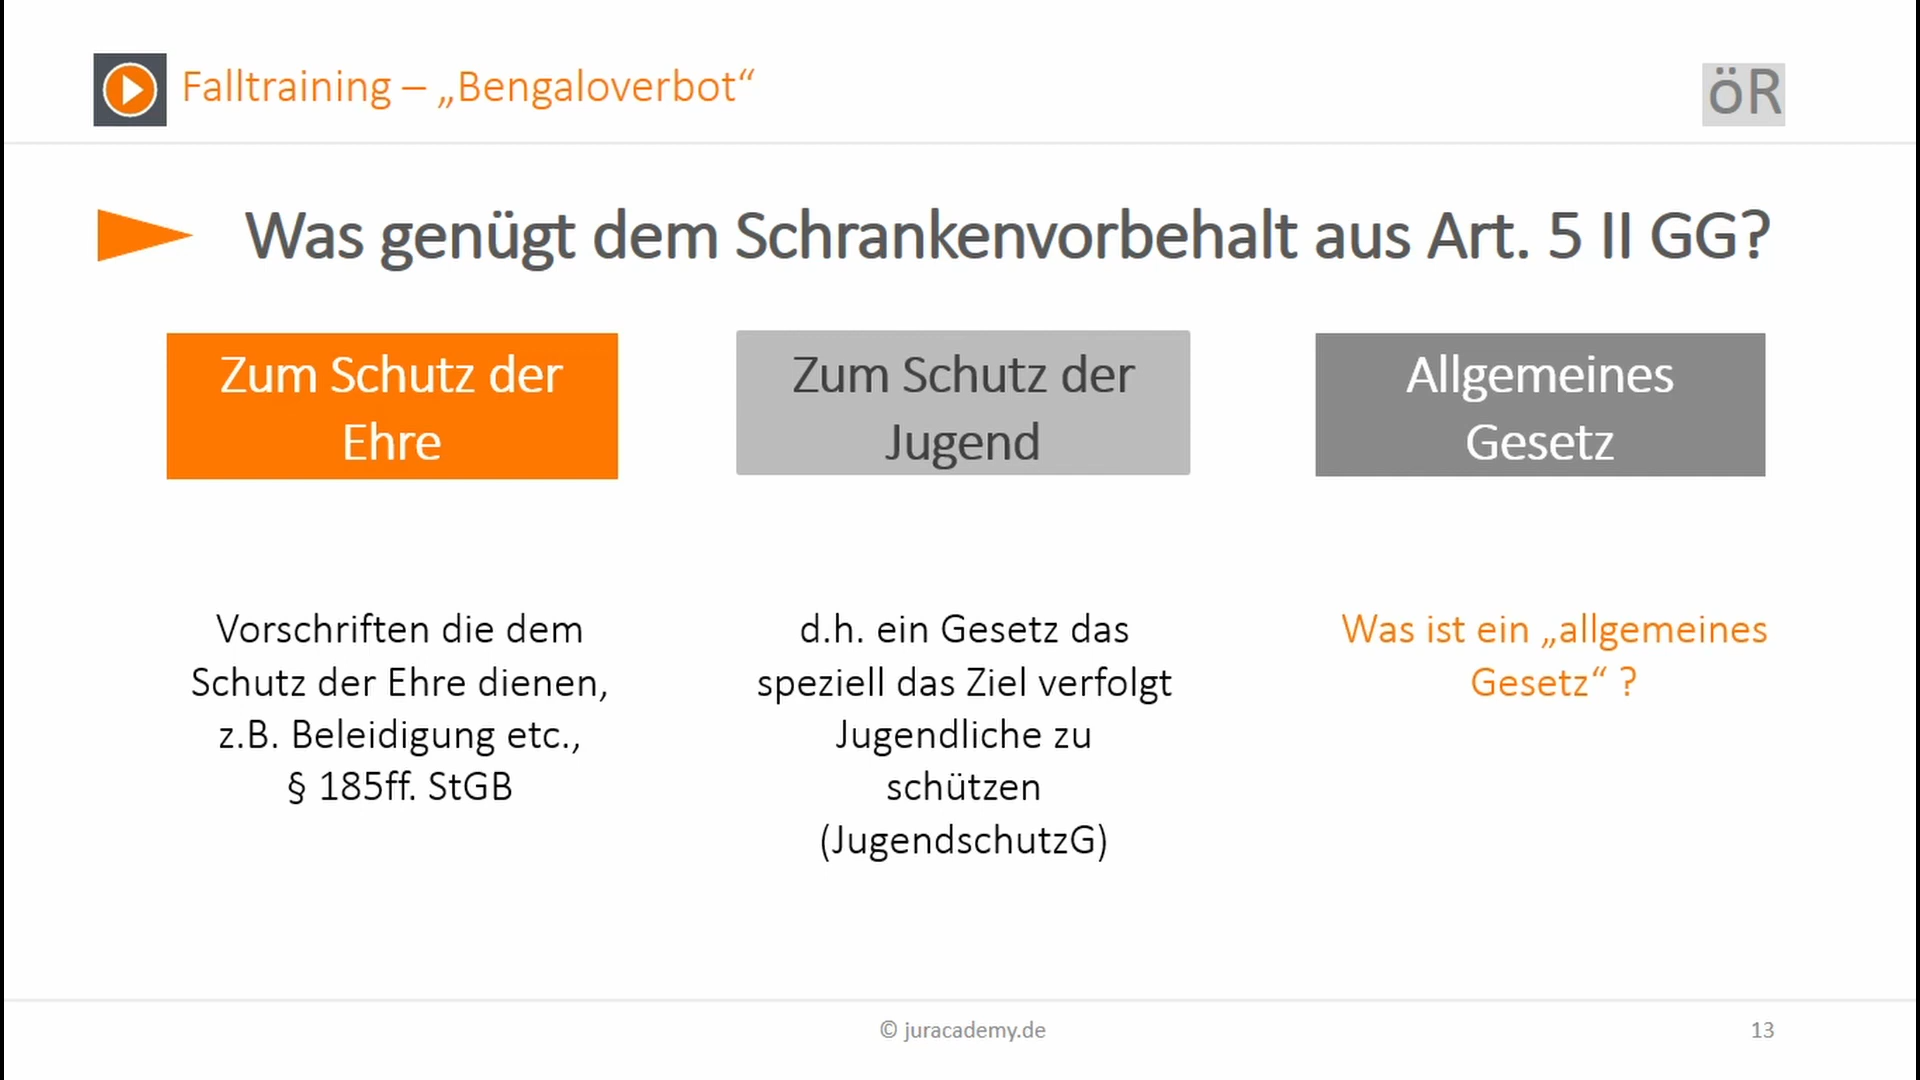 Falltraining – „Bengaloverbot“
öR
Was genügt dem Schrankenvorbehalt aus Art. 5 II GG?
Zum Schutz der
Ehre
Zum Schutz der
Jugend
Allgemeines
Gesetz
Vorschriften die dem
Schutz der Ehre dienen,
z.B. Beleidigung etc.,
§ 185ff. StGB
d.h. ein Gesetz das
speziell das Ziel verfolgt
Jugendliche zu
schützen
(JugendschutzG)
Was ist ein „allgemeines
Gesetz“ ?
© juracademy.de
13